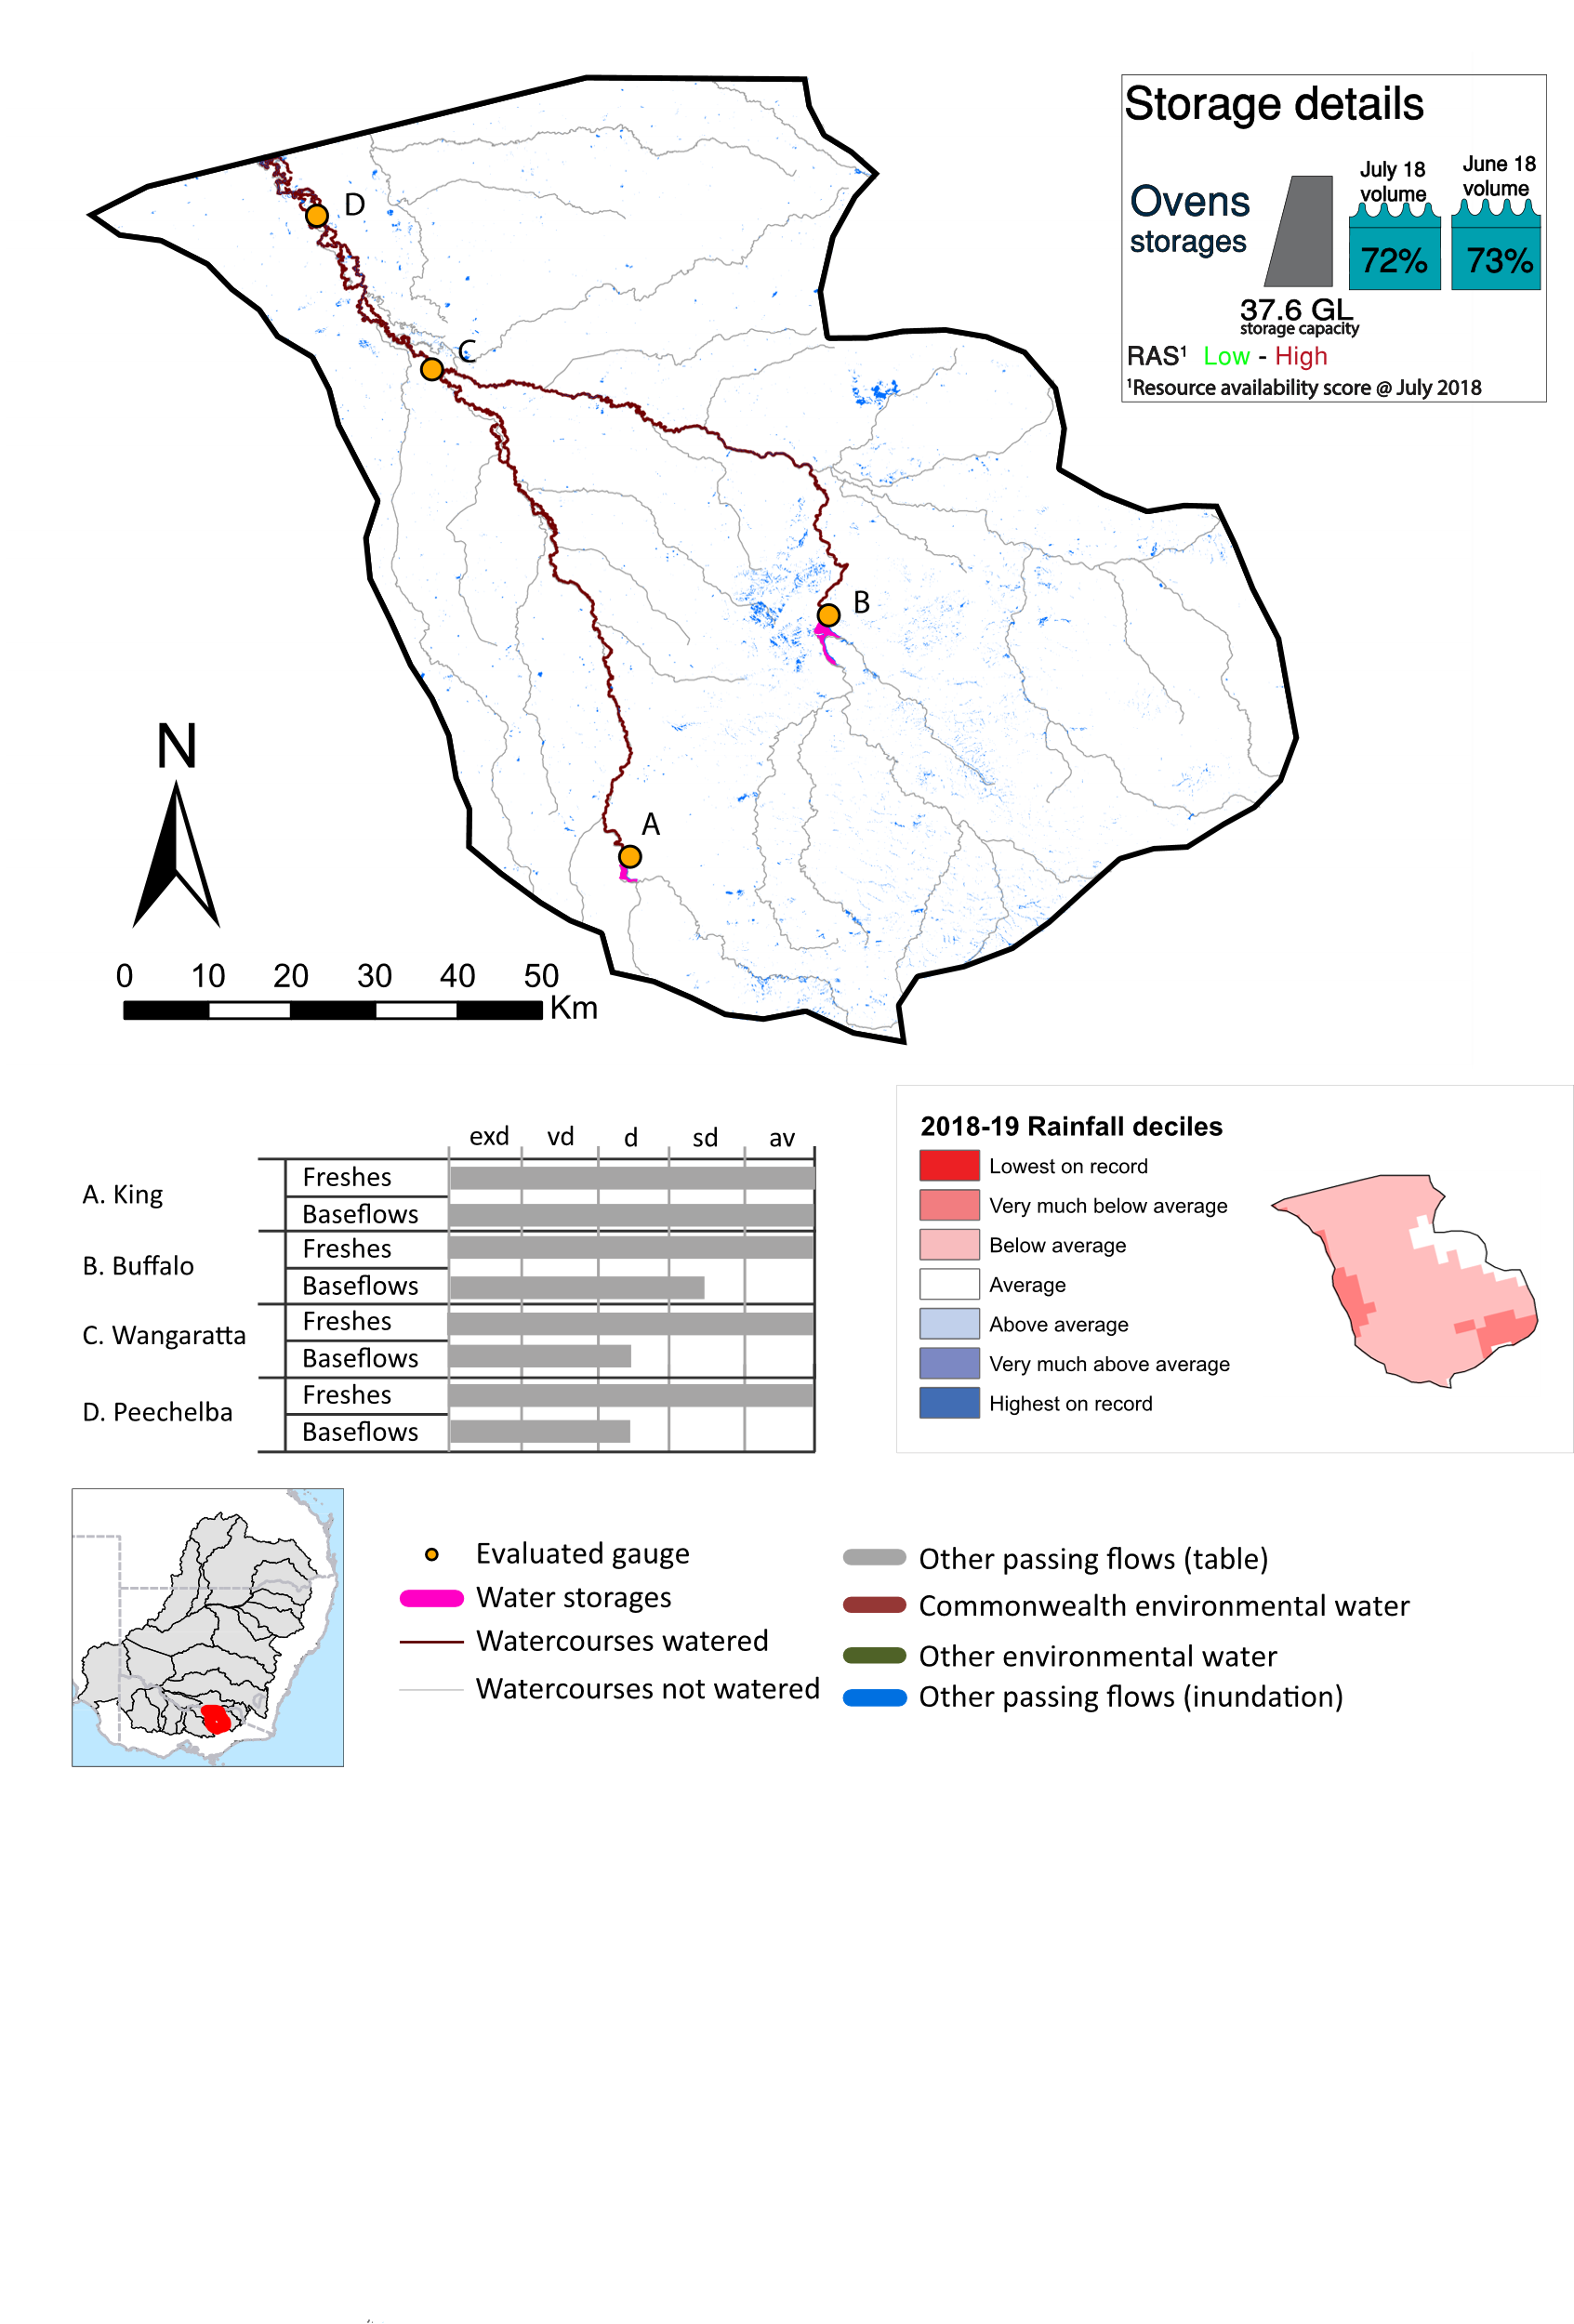 Storage details
Ovens
storages
July 18
volume
June 18
volume
72%
73%
37.6 GL
storage capacity
RAS¹ Low - High
¹Resource availability score @ July 2018
D
C
B
A
N
0 10 20 30 40 50
Km
exd vd d sd av
A. King
Freshes
Baseflows
B. Buffalo
Freshes
Baseflows
C. Wangaratta
Freshes
Baseflows
D. Peechelba
Freshes
Baseflows
2018-19 Rainfall deciles
Lowest on record
Very much below average
Below average
Average
Above average
Very much above average
Highest on record
Evaluated gauge
Water storages
Watercourses watered
Watercourses not watered
Other passing flows (table)
Commonwealth environmental water
Other environmental water
Other passing flows (inundation)